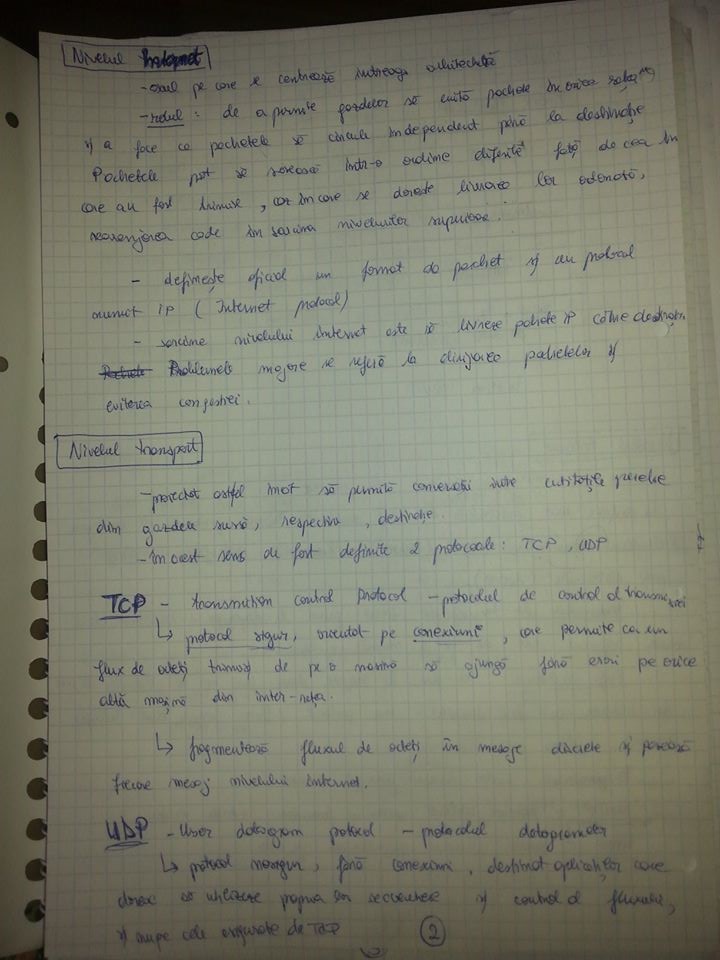 Nivelul Internet
- axul pe care se centrează întreaga arhitectură
- rolul : de a permite gazdelor să emită pachete în orice rețea
și a face ca pachetele să circule independent până la destinație
Pachetele pot să sosească într-o ordine diferită față de cea în
care au fost trimise, caz în care se dorește livrarea lor ordonată,
rearanjarea cade în sarcina nivelurilor superioare.
- definește oficial un format de pachet și un protocol
numit IP ( Internet protocol)
- sarcina nivelului internet este să livreze pachete IP către destinație
Problemele majore se referă la dirijarea pachetelor și
evitarea congestiei.
Nivelul transport
- proiectat astfel încât să permită conversații între entitățile perechi
din gazdele sursă, respectiv, destinație.
- în acest sens au fost definite 2 protocoale: TCP, UDP
TCP - transmition control Protocol - protocolul de control al transmisiei
↳ protocol sigur, orientat pe conexiuni, care permite ca un
flux de octeți trimiși de pe o mașină să ajungă fără erori pe orice
altă mașină din inter-rețea.
↳ fragmentează fluxul de octeți în mesaje discrete și pasează
fiecare mesaj nivelului internet.
UDP - User datagram protocol - protocolul datagramelor
↳ protocol nesigur, fără conexiuni, destinat aplicațiilor care
doresc să utilizeze propria lor secvențiere și control al fluxului,
și nu pe cele asigurate de TCP
2